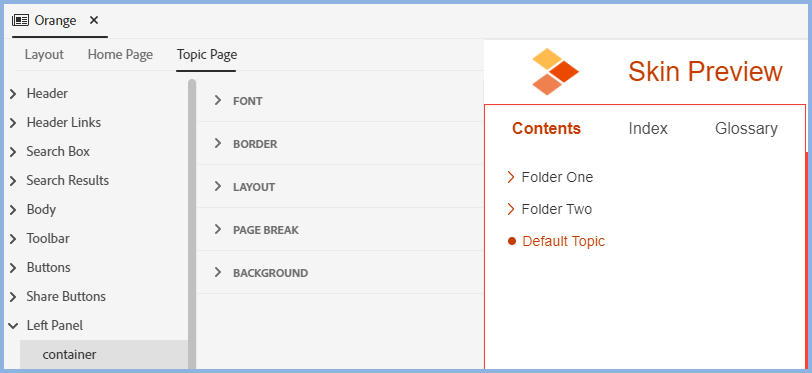 Orange
Layout Home Page Topic Page
Header
Header Links
Search Box
Search Results
Body
Toolbar
Buttons
Share Buttons
Left Panel
container
FONT
BORDER
LAYOUT
PAGE BREAK
BACKGROUND
Skin Preview
Contents Index Glossary
Folder One
Folder Two
Default Topic